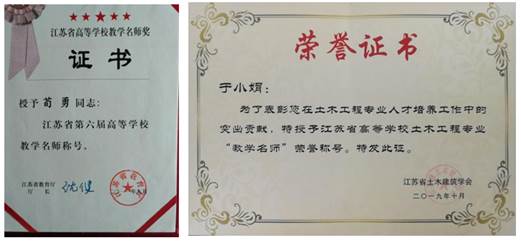 江苏省高等学校教学名师奖
证书
授予荀勇同志:
江苏省第六届高等学校
教学名师称号。
江苏省教育厅
厅长
沈健
荣誉证书
于小娟:
为了表彰您在土木工程专业人才培养工作中的
突出贡献,特授予江苏省高等学校土木工程专业
“教学名师”荣誉称号。特发此证。
江苏省土木建筑学会
二〇一九年十月